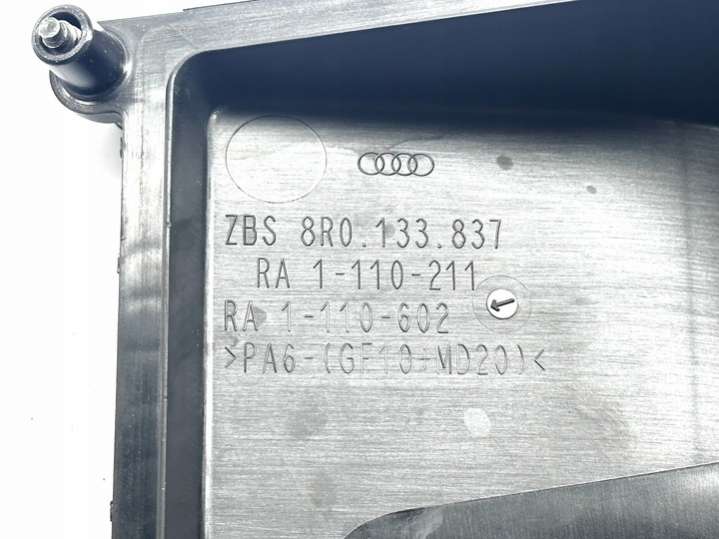 ZBS 8R0.133.837
RA 1-110-211
RA 1-110-602
>PA6-(GF10+MD20)<